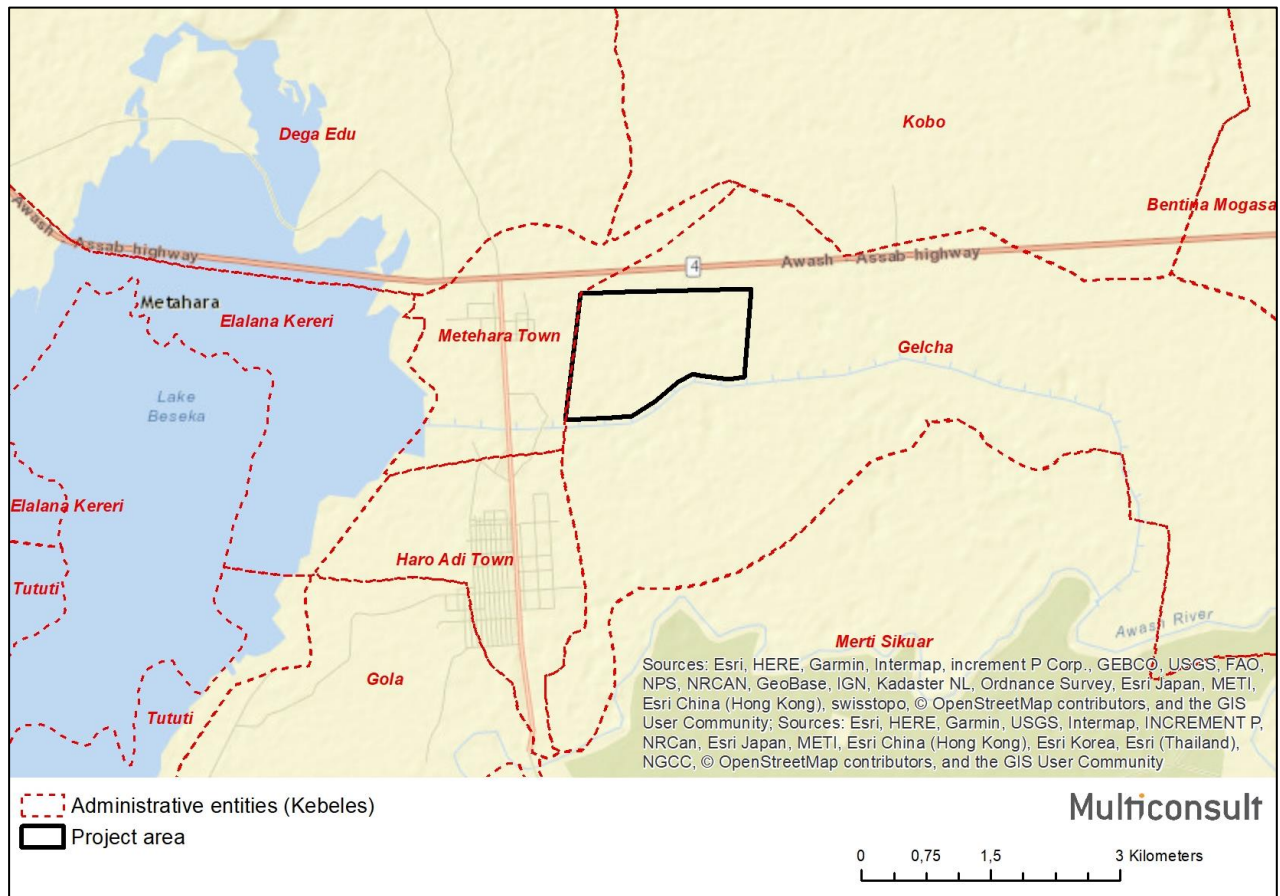 Dega Edu
Kobo
Bentina Mogasa
Awash - Assab highway
4
Awash - Assab highway
Metahara
Elalana Kereri
Metehara Town
Gelcha
Lake
Beseka
Elalana Kereri
Haro Adi Town
Tututi
Awash River
Merti Sikuar
Gola
Tututi
Sources: Esri, HERE, Garmin, Intermap, increment P Corp., GEBCO, USGS, FAO,
NPS, NRCAN, GeoBase, IGN, Kadaster NL, Ordnance Survey, Esri Japan, METI,
Esri China (Hong Kong), swisstopo, © OpenStreetMap contributors, and the GIS
User Community; Sources: Esri, HERE, Garmin, USGS, Intermap, INCREMENT P,
NRCan, Esri Japan, METI, Esri China (Hong Kong), Esri Korea, Esri (Thailand),
NGCC, © OpenStreetMap contributors, and the GIS User Community
Administrative entities (Kebeles)
Project area
Multiconsult
0 0,75 1,5 3 Kilometers